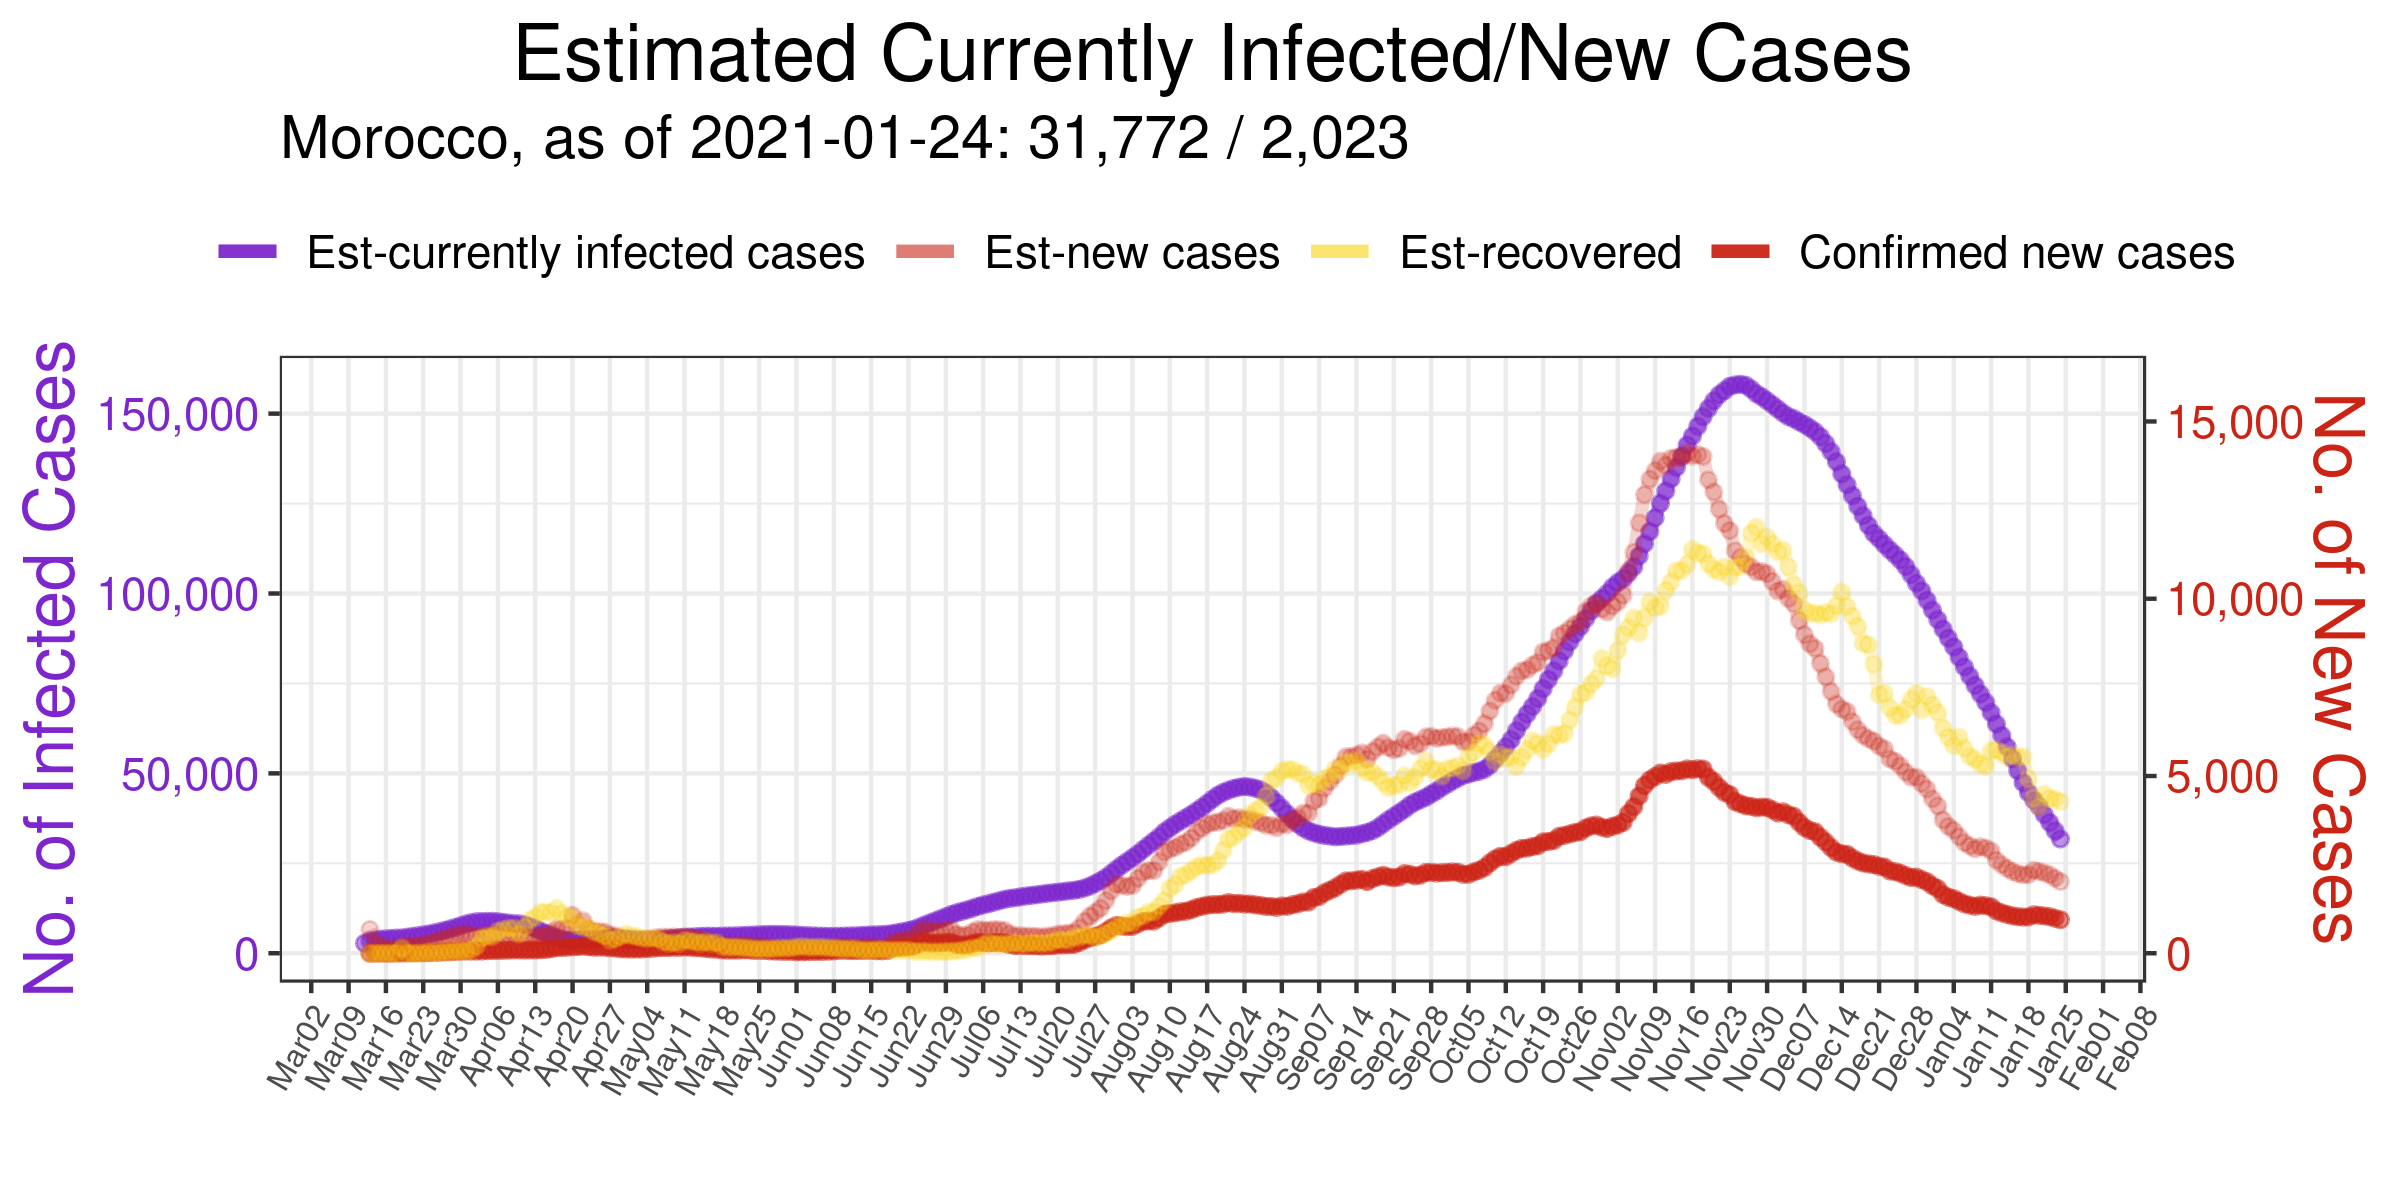 Estimated Currently Infected/New Cases
Morocco, as of 2021-01-24: 31,772 / 2,023
Est-currently infected cases
Est-new cases
Est-recovered
Confirmed new cases
No. of Infected Cases
150,000
100,000
50,000
0
15,000
10,000
5,000
0
No. of New Cases
Mar02
Mar09
Mar16
Mar23
Mar30
Apr06
Apr13
Apr20
Apr27
May04
May11
May18
May25
Jun01
Jun08
Jun15
Jun22
Jun29
Jul06
Jul13
Jul20
Jul27
Aug03
Aug10
Aug17
Aug24
Aug31
Sep07
Sep14
Sep21
Sep28
Oct05
Oct12
Oct19
Oct26
Nov02
Nov09
Nov16
Nov23
Nov30
Dec07
Dec14
Dec21
Dec28
Jan04
Jan11
Jan18
Jan25
Feb01
Feb08